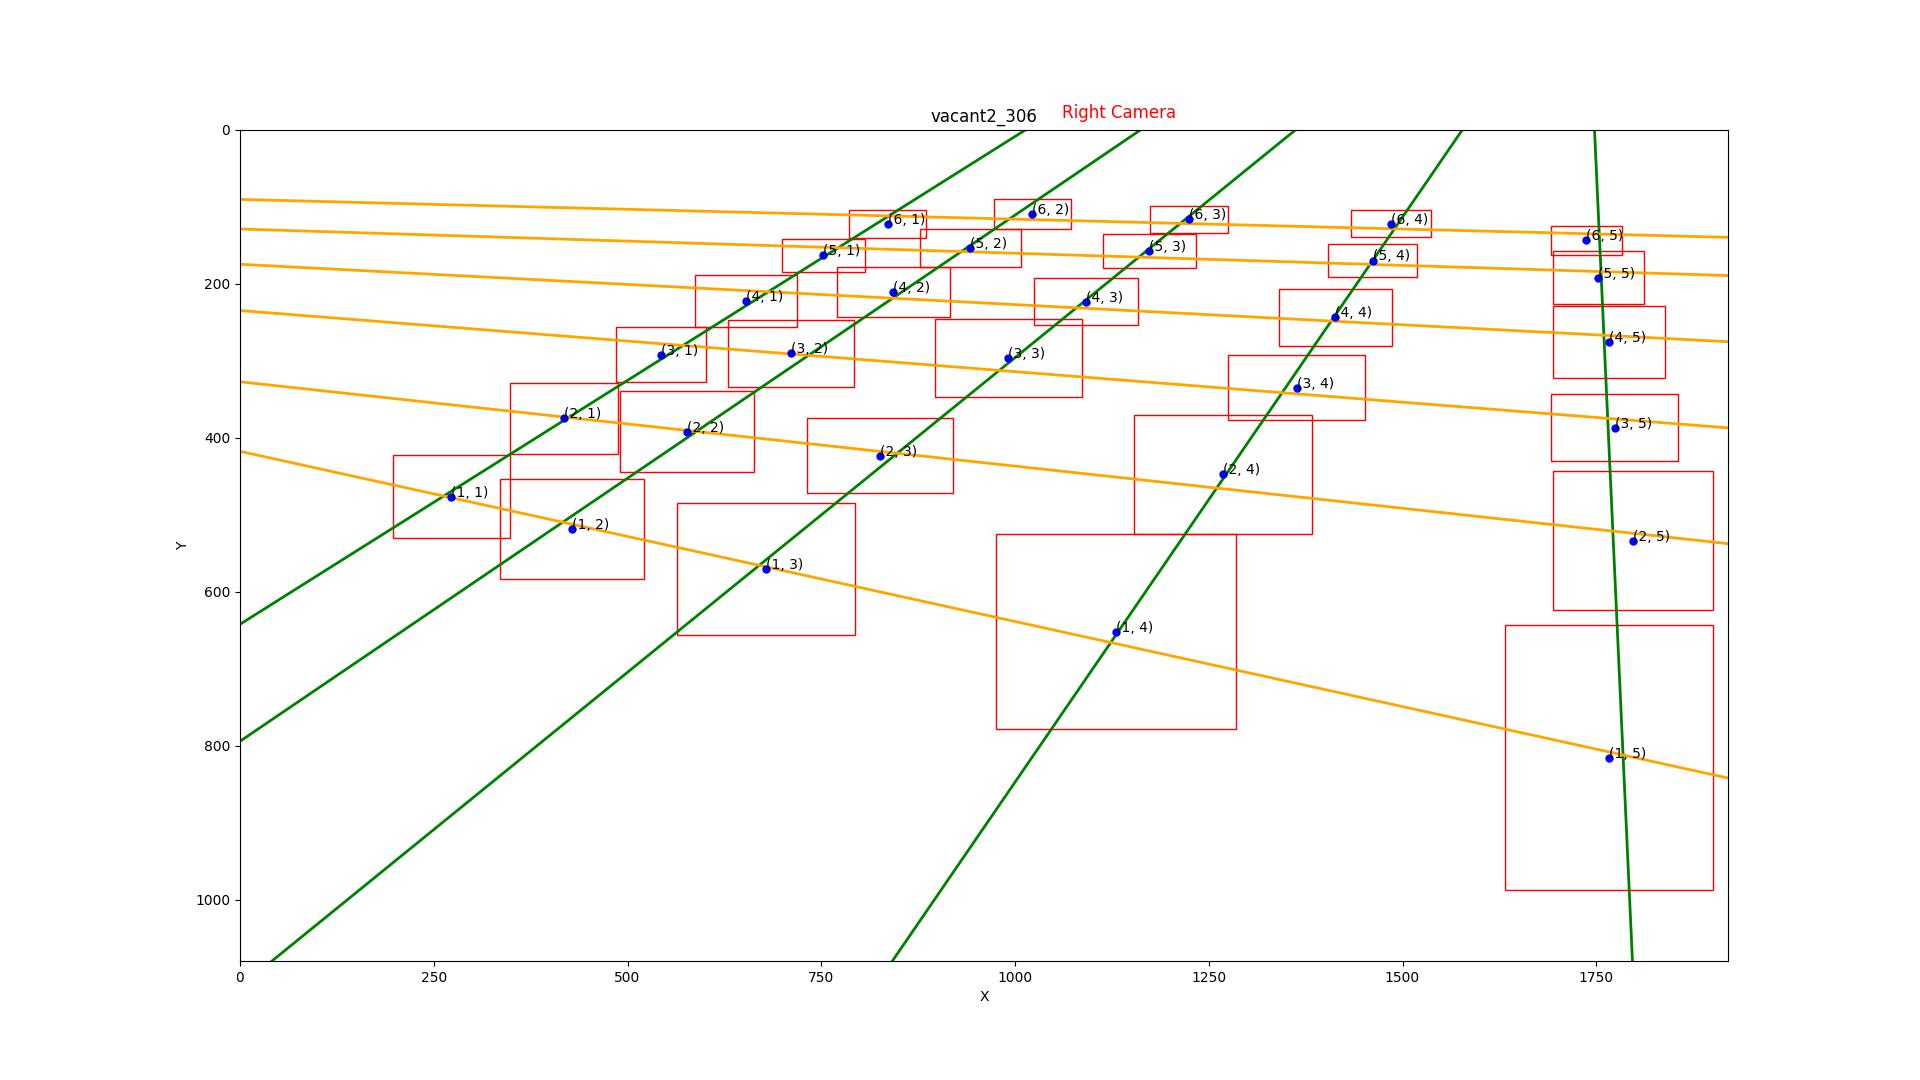 vacant2_306 Right Camera
0
(6, 1) (6, 2) (6, 3) (6, 4) (6, 5)
(5, 1) (5, 2) (5, 3) (5, 4) (5, 5)
200
(4, 1) (4, 2) (4, 3) (4, 4) (4, 5)
(3, 1) (3, 2) (3, 3) (3, 4) (3, 5)
400
(2, 1) (2, 2) (2, 3) (2, 4) (2, 5)
(1, 1) (1, 2) (1, 3) (1, 4) (1, 5)
Y
600
800
1000
0 250 500 750 1000 1250 1500 1750
X